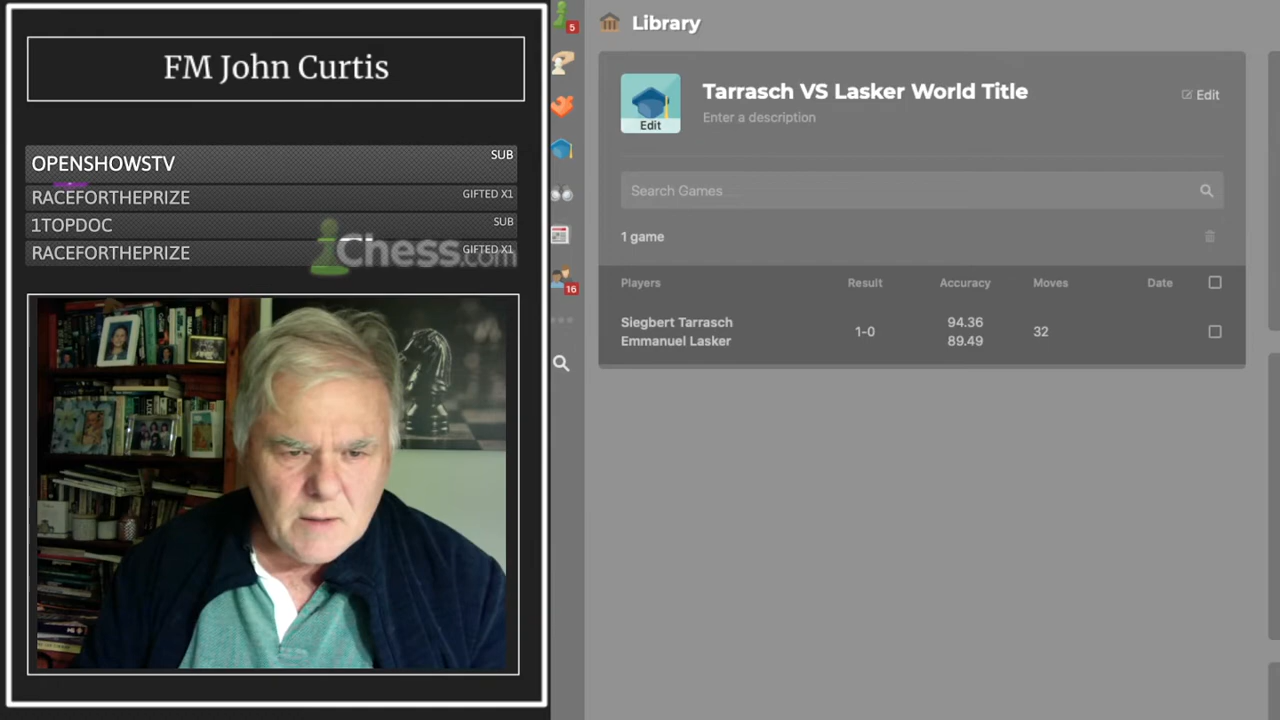 FM John Curtis
OPENSHOWSTV SUB
RACEFORTHEPRIZE GIFTED X1
1TOPDOC SUB
RACEFORTHEPRIZE GIFTED X1
Chess.com
5
16
Library
Tarrasch VS Lasker World Title
Edit
Edit
Enter a description
Search Games
1 game
Players Result Accuracy Moves Date
Siegbert Tarrasch 1-0 94.36 32
Emmanuel Lasker 89.49